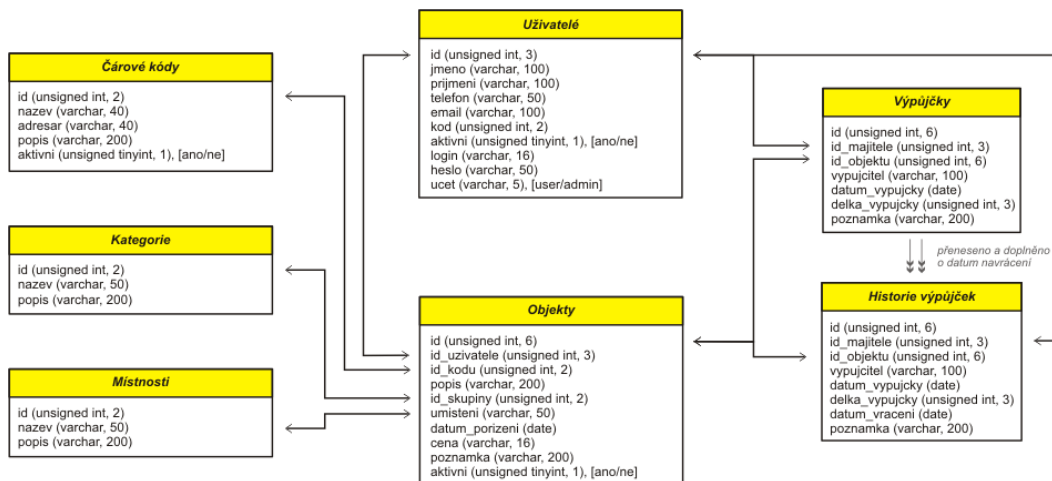 Čárové kódy
id (unsigned int, 2)
nazev (varchar, 40)
adresar (varchar, 40)
popis (varchar, 200)
aktivni (unsigned tinyint, 1), [ano/ne]
Kategorie
id (unsigned int, 2)
nazev (varchar, 50)
popis (varchar, 200)
Místnosti
id (unsigned int, 2)
nazev (varchar, 50)
popis (varchar, 200)
Uživatelé
id (unsigned int, 3)
jmeno (varchar, 100)
prijmeni (varchar, 100)
telefon (varchar, 50)
email (varchar, 100)
kod (unsigned int, 2)
aktivni (unsigned tinyint, 1), [ano/ne]
login (varchar, 16)
heslo (varchar, 50)
ucet (varchar, 5), [user/admin]
Objekty
id (unsigned int, 6)
id_uzivatele (unsigned int, 3)
id_kodu (unsigned int, 2)
popis (varchar, 200)
id_skupiny (unsigned int, 2)
umisteni (varchar, 50)
datum_porizeni (date)
cena (varchar, 16)
poznamka (varchar, 200)
aktivni (unsigned tinyint, 1), [ano/ne]
Výpůjčky
id (unsigned int, 6)
id_majitele (unsigned int, 3)
id_objektu (unsigned int, 6)
vypujcitel (varchar, 100)
datum_vypujcky (date)
delka_vypujcky (unsigned int, 3)
poznamka (varchar, 200)
přeneseno a doplněno
o datum navrácení
Historie výpůjček
id (unsigned int, 6)
id_majitele (unsigned int, 3)
id_objektu (unsigned int, 6)
vypujcitel (varchar, 100)
datum_vypujcky (date)
delka_vypujcky (unsigned int, 3)
datum_vraceni (date)
poznamka (varchar, 200)